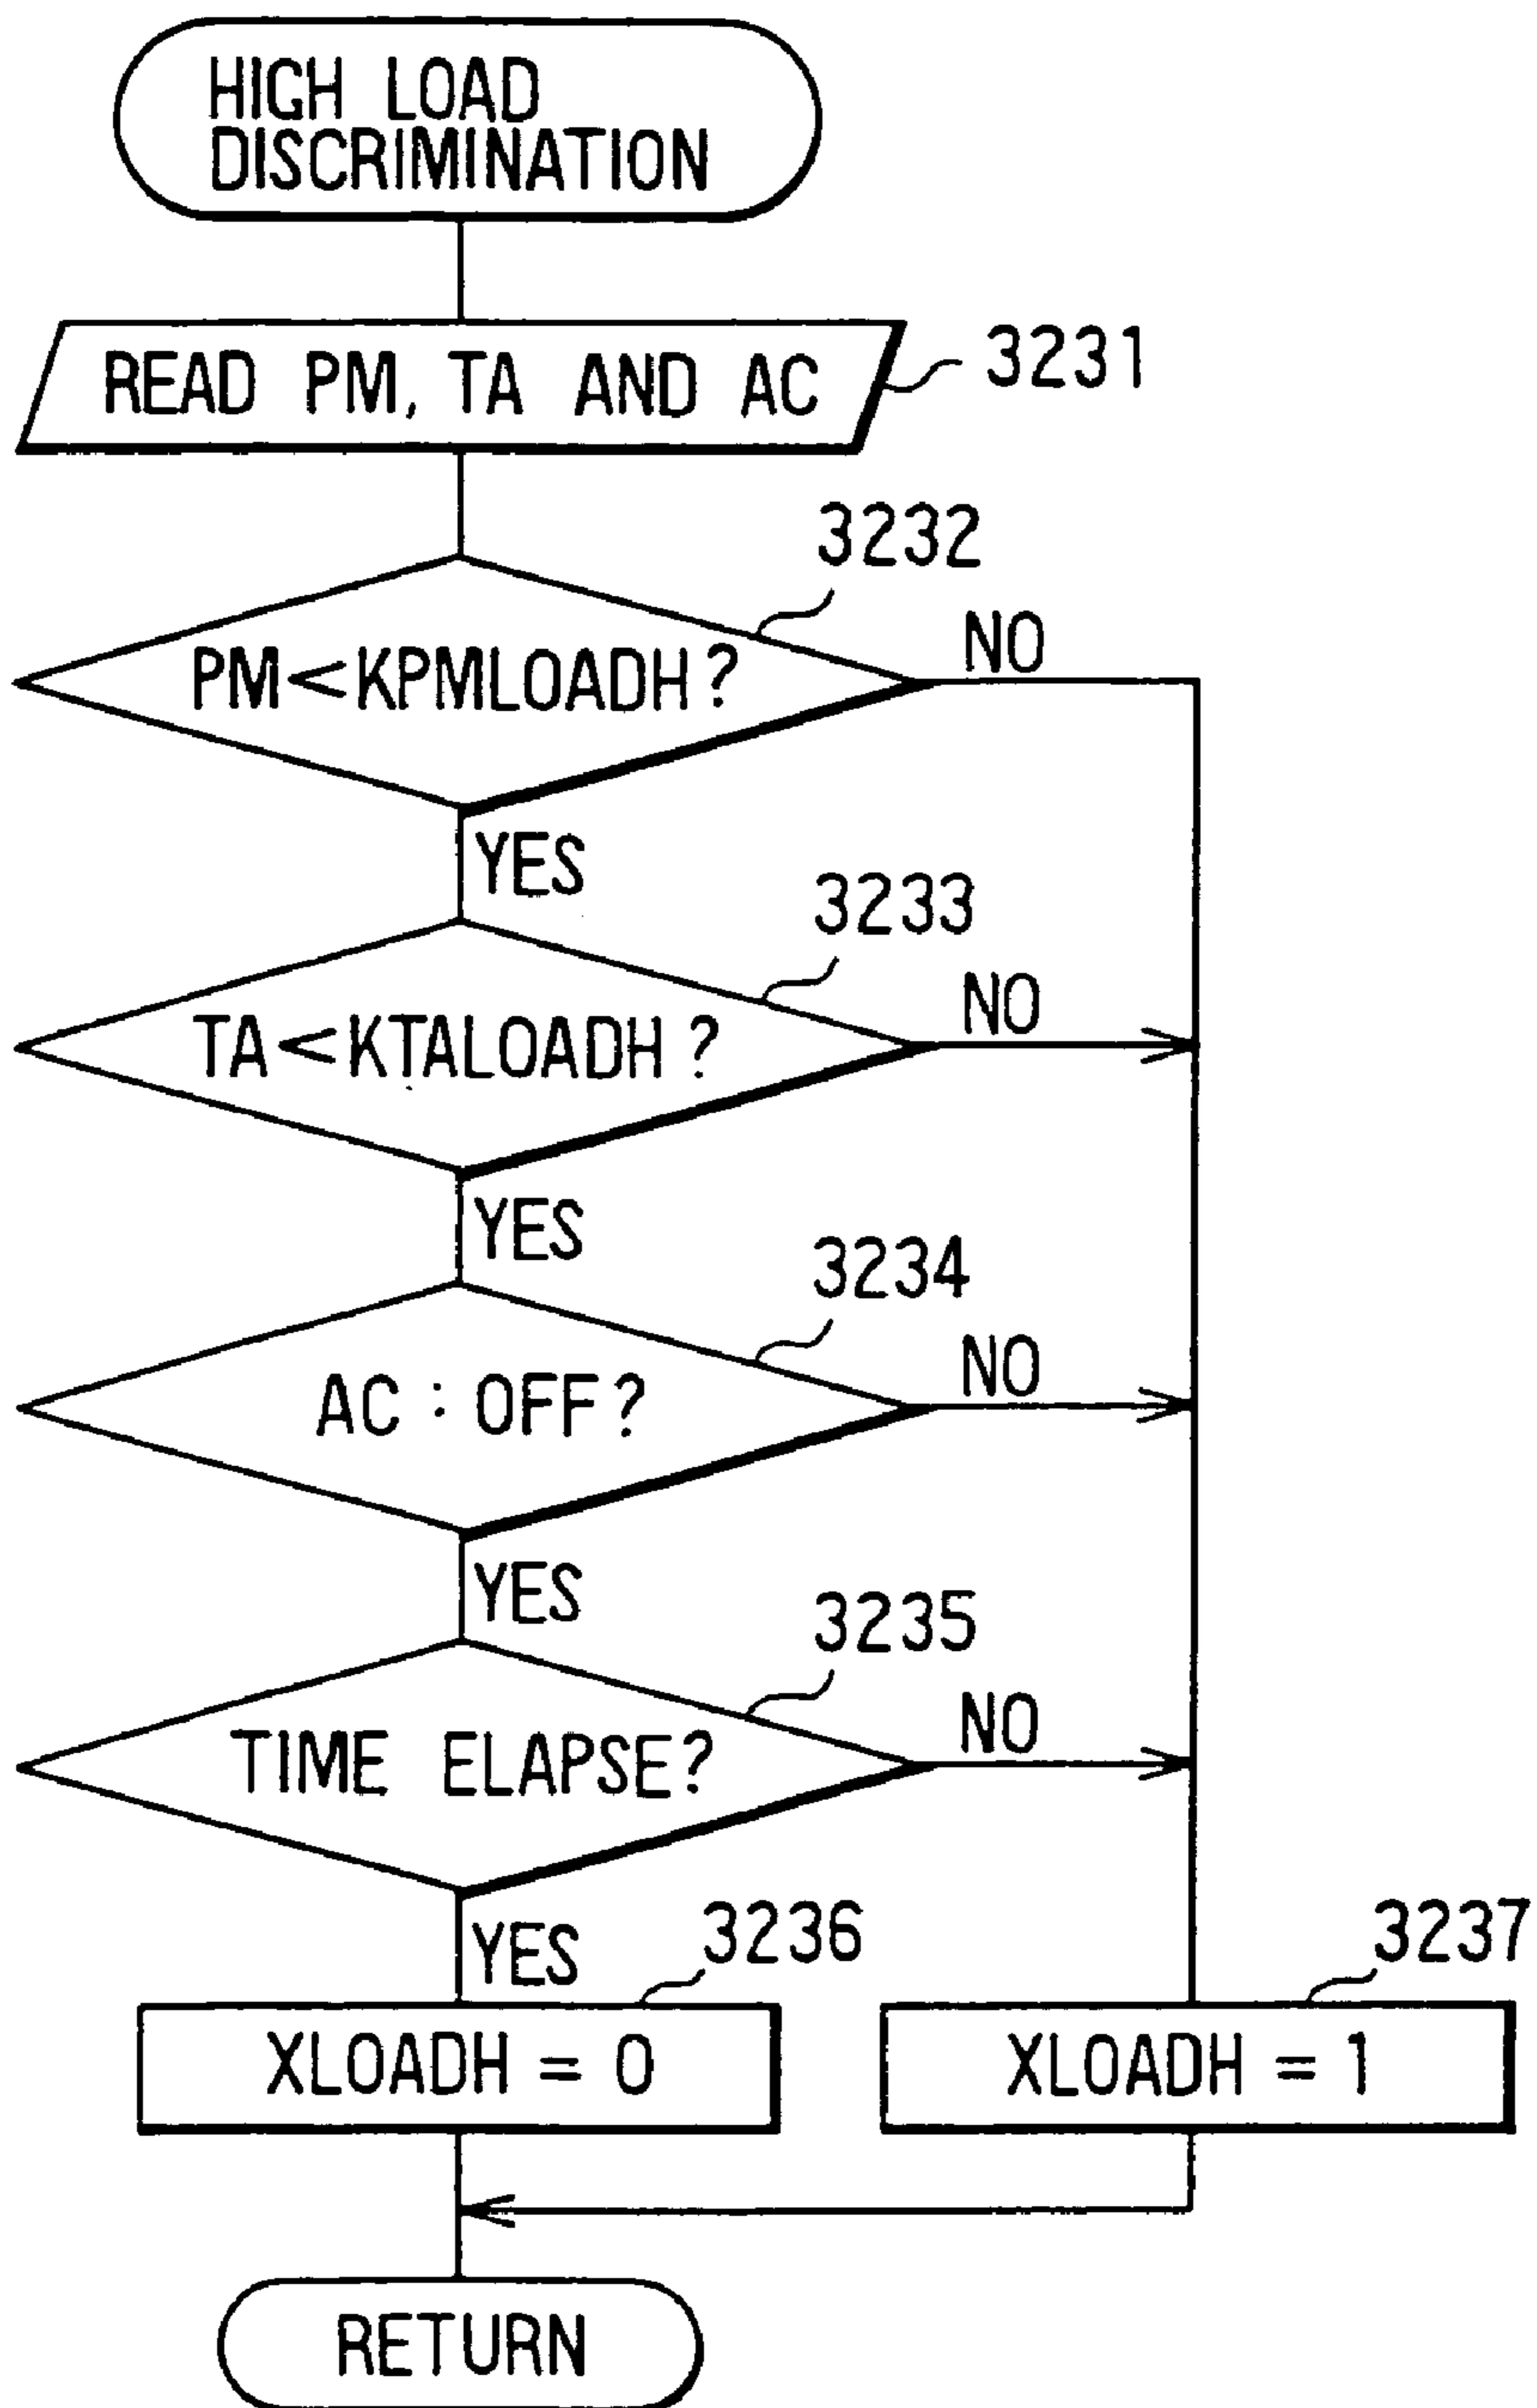 HIGH LOAD
DISCRIMINATION
READ PM, TA AND AC
3231
3232
PM<KPMLOADH?
NO
YES
3233
TA<KTALOADH?
NO
YES
3234
AC : OFF?
NO
YES
3235
TIME ELAPSE?
NO
YES
3236
3237
XLOADH = 0
XLOADH = 1
RETURN